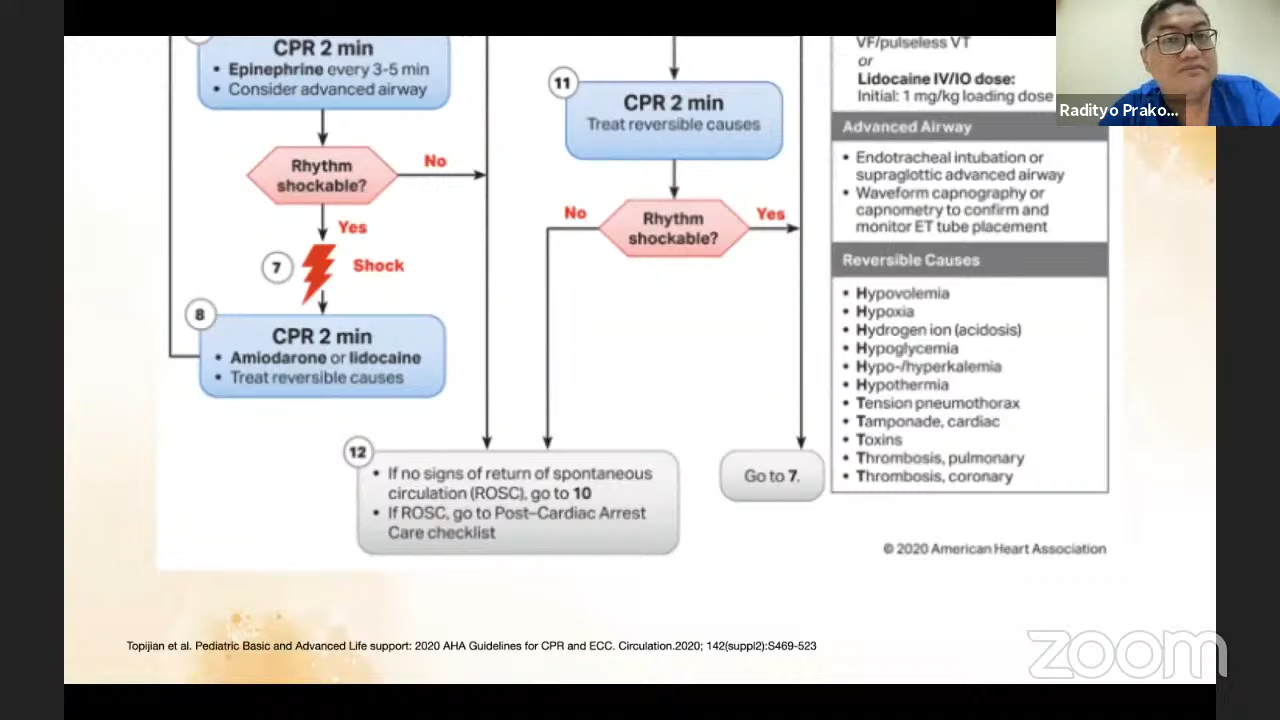 CPR 2 min
• Epinephrine every 3-5 min
• Consider advanced airway
Rhythm
shockable?
No
Yes
7
Shock
8
CPR 2 min
• Amiodarone or lidocaine
• Treat reversible causes
11
CPR 2 min
Treat reversible causes
No
Rhythm
shockable?
Yes
12
• If no signs of return of spontaneous
circulation (ROSC), go to 10
• If ROSC, go to Post–Cardiac Arrest
Care checklist
Go to 7.
VF/pulseless VT
or
Lidocaine IV/IO dose:
Initial: 1 mg/kg loading dose
Advanced Airway
• Endotracheal intubation or
supraglottic advanced airway
• Waveform capnography or
capnometry to confirm and
monitor ET tube placement
Reversible Causes
• Hypovolemia
• Hypoxia
• Hydrogen ion (acidosis)
• Hypoglycemia
• Hypo-/hyperkalemia
• Hypothermia
• Tension pneumothorax
• Tamponade, cardiac
• Toxins
• Thrombosis, pulmonary
• Thrombosis, coronary
© 2020 American Heart Association
Topijian et al. Pediatric Basic and Advanced Life support: 2020 AHA Guidelines for CPR and ECC. Circulation.2020; 142(suppl2):S469-523
Radityo Prako...
zoom